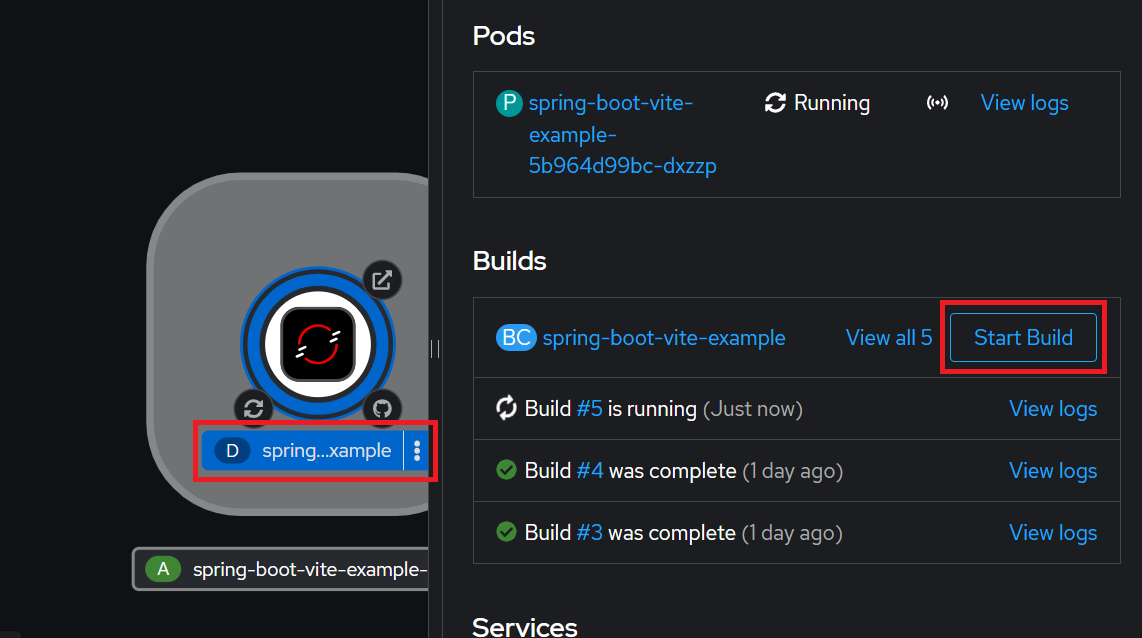 D spring...xample
A spring-boot-vite-example-
Pods
P spring-boot-vite-
example-
5b964d99bc-dxzzp
Running
View logs
Builds
BC spring-boot-vite-example View all 5 Start Build
Build #5 is running (Just now) View logs
Build #4 was complete (1 day ago) View logs
Build #3 was complete (1 day ago) View logs
Services